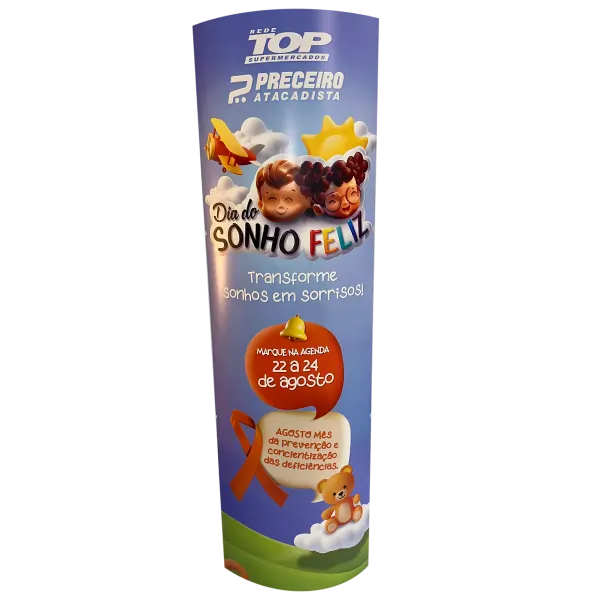 REDE
TOP
SUPERMERCADOS
PRECEIRO
ATACADISTA
Dia do
SONHO FELIZ
Transforme
sonhos em sorrisos!
MARQUE NA AGENDA
22 a 24
de agosto
AGOSTO Mês
da prevenção e
concientização
das deficiências.